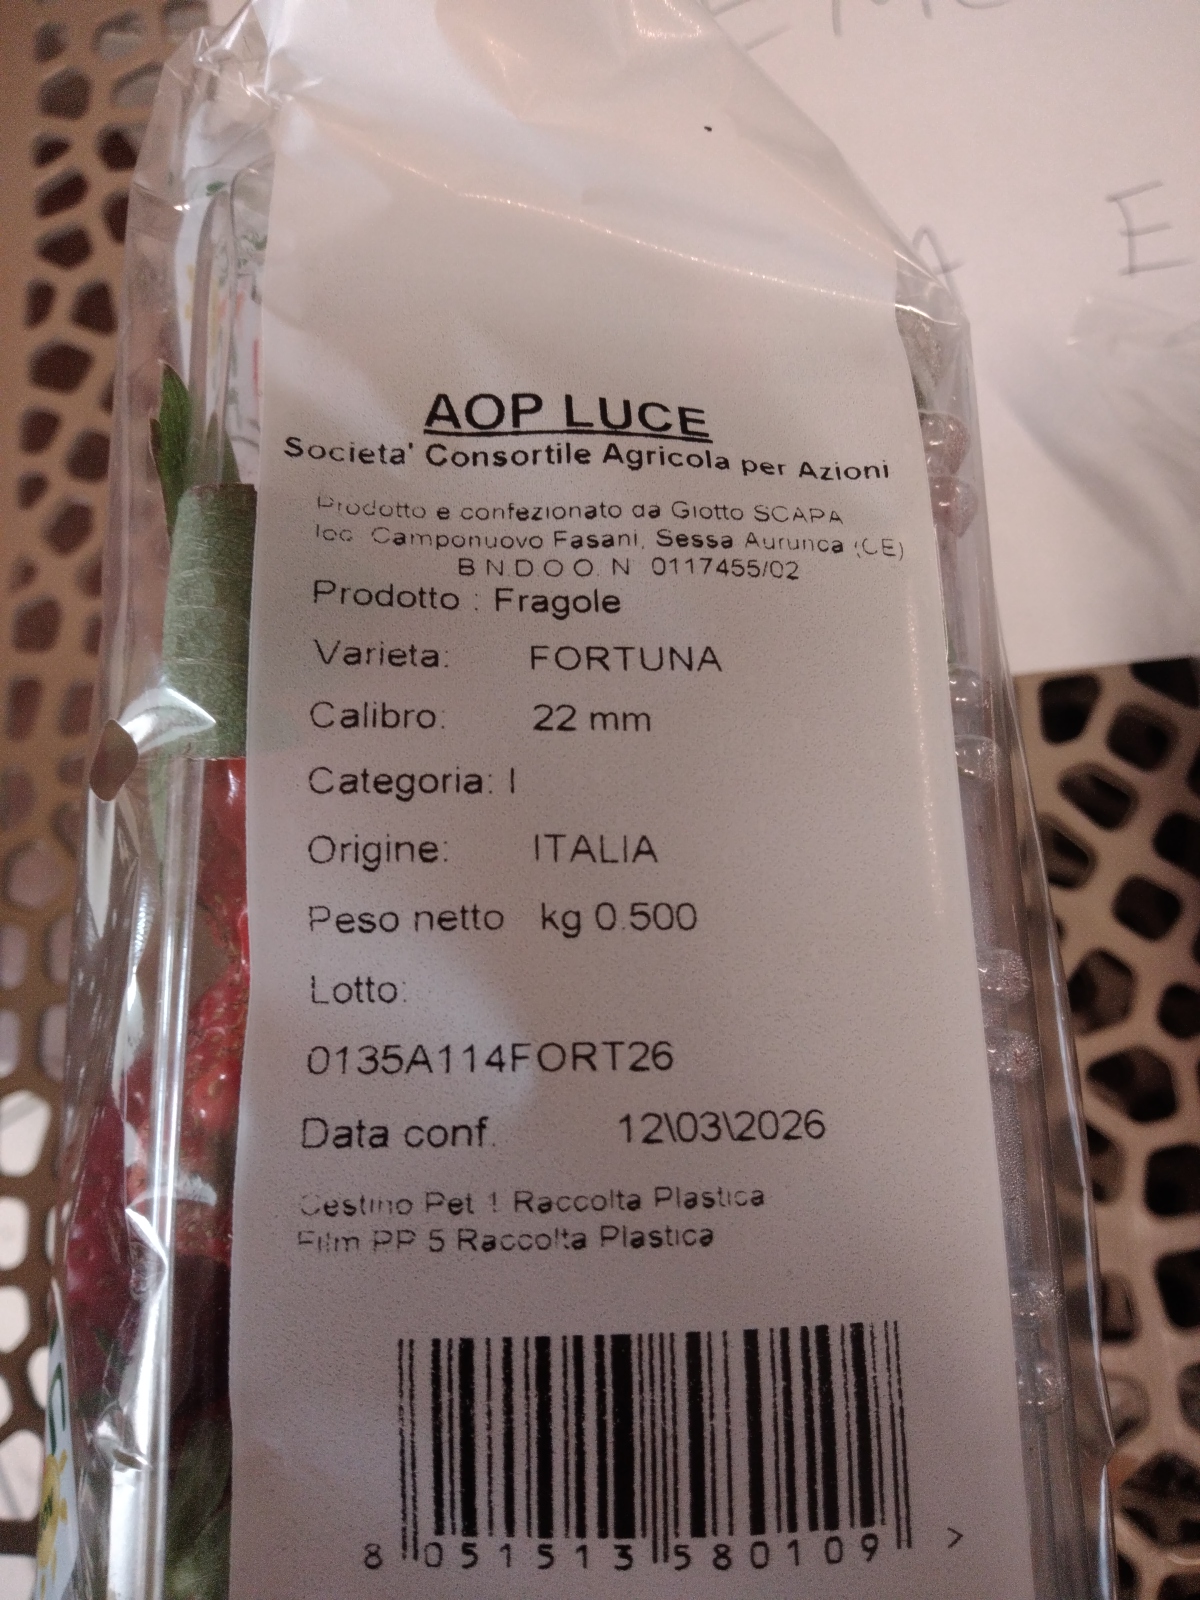 E
AOP LUCE
Societa' Consortile Agricola per Azioni
Prodotto e confezionato da Giotto SCAPA
loc Camponuovo Fasani, Sessa Aurunca (CE)
B.N.D.O.O. N 0117455/02
Prodotto : Fragole
Varieta: FORTUNA
Calibro: 22 mm
Categoria: I
Origine: ITALIA
Peso netto kg 0.500
Lotto:
0135A114FORT26
Data conf. 12\03\2026
Cestino Pet 1 Raccolta Plastica
Film PP 5 Raccolta Plastica
8 051513 580109 >